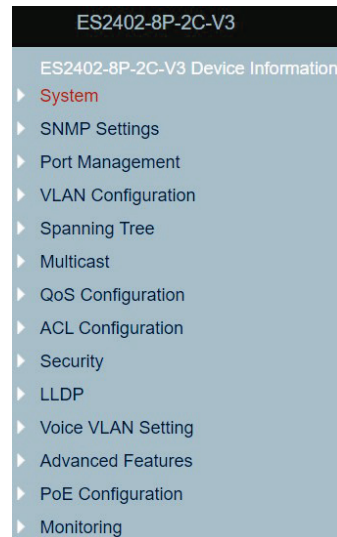 ES2402-8P-2C-V3
ES2402-8P-2C-V3 Device Information
System
SNMP Settings
Port Management
VLAN Configuration
Spanning Tree
Multicast
QoS Configuration
ACL Configuration
Security
LLDP
Voice VLAN Setting
Advanced Features
PoE Configuration
Monitoring